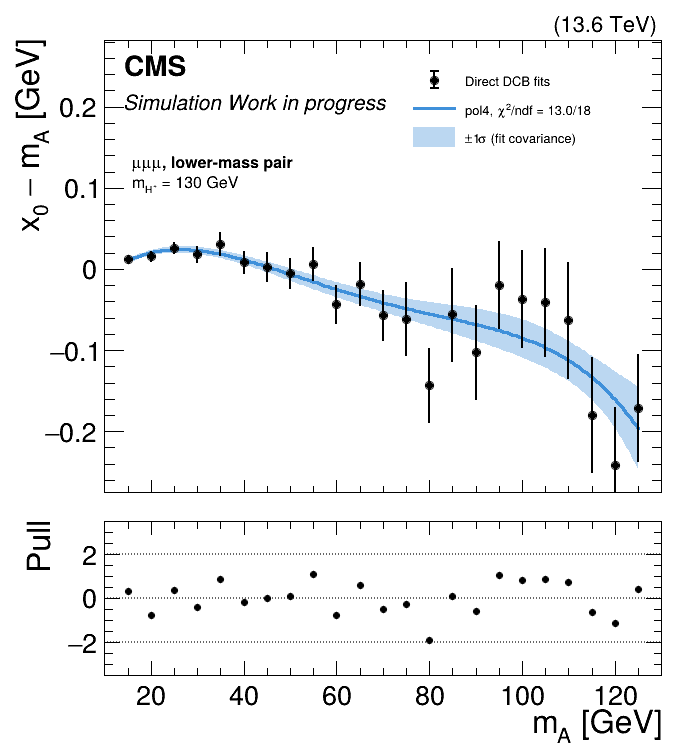 (13.6 TeV)
CMS
Simulation Work in progress
Direct DCB fits
pol4, χ²/ndf = 13.0/18
±1σ (fit covariance)
μμμ, lower-mass pair
m_H⁺ = 130 GeV
x₀ − m_A [GeV]
0.2
0.1
0
−0.1
−0.2
Pull
2
0
−2
20 40 60 80 100 120
m_A [GeV]